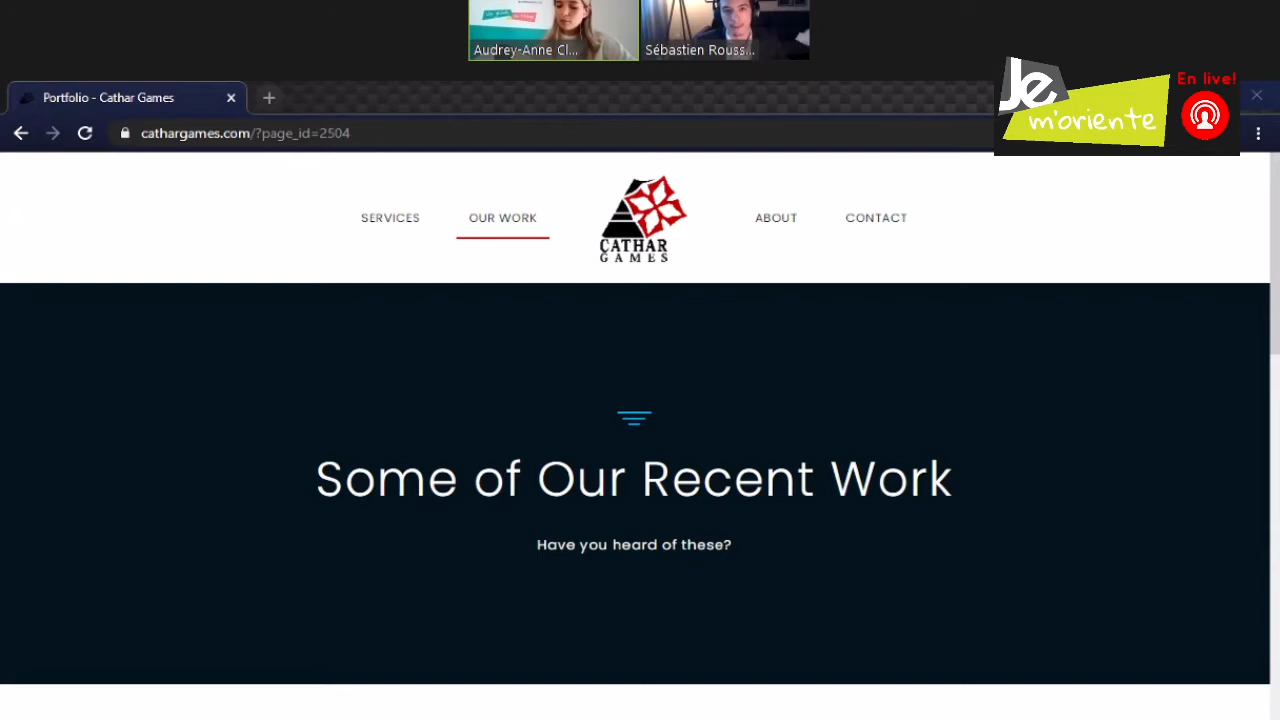 Audrey-Anne Cl...
Sébastien Rouss...
Je
m'oriente
En live!
Portfolio - Cathar Games
cathargames.com/?page_id=2504
SERVICES
OUR WORK
CATHAR
GAMES
ABOUT
CONTACT
Some of Our Recent Work
Have you heard of these?